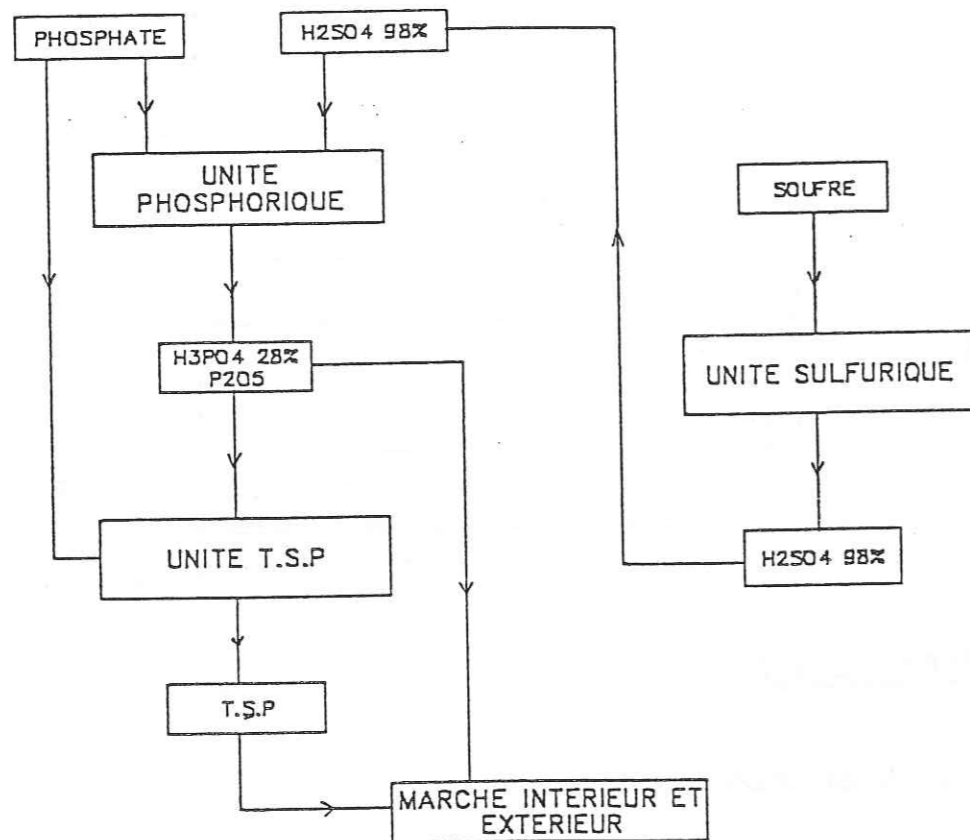 PHOSPHATE
H2SO4 98%
UNITE
PHOSPHORIQUE
SOUFRE
H3PO4 28%
P2O5
UNITE SULFURIQUE
UNITE T.S.P
H2SO4 98%
T.S.P
MARCHE INTERIEUR ET
EXTERIEUR